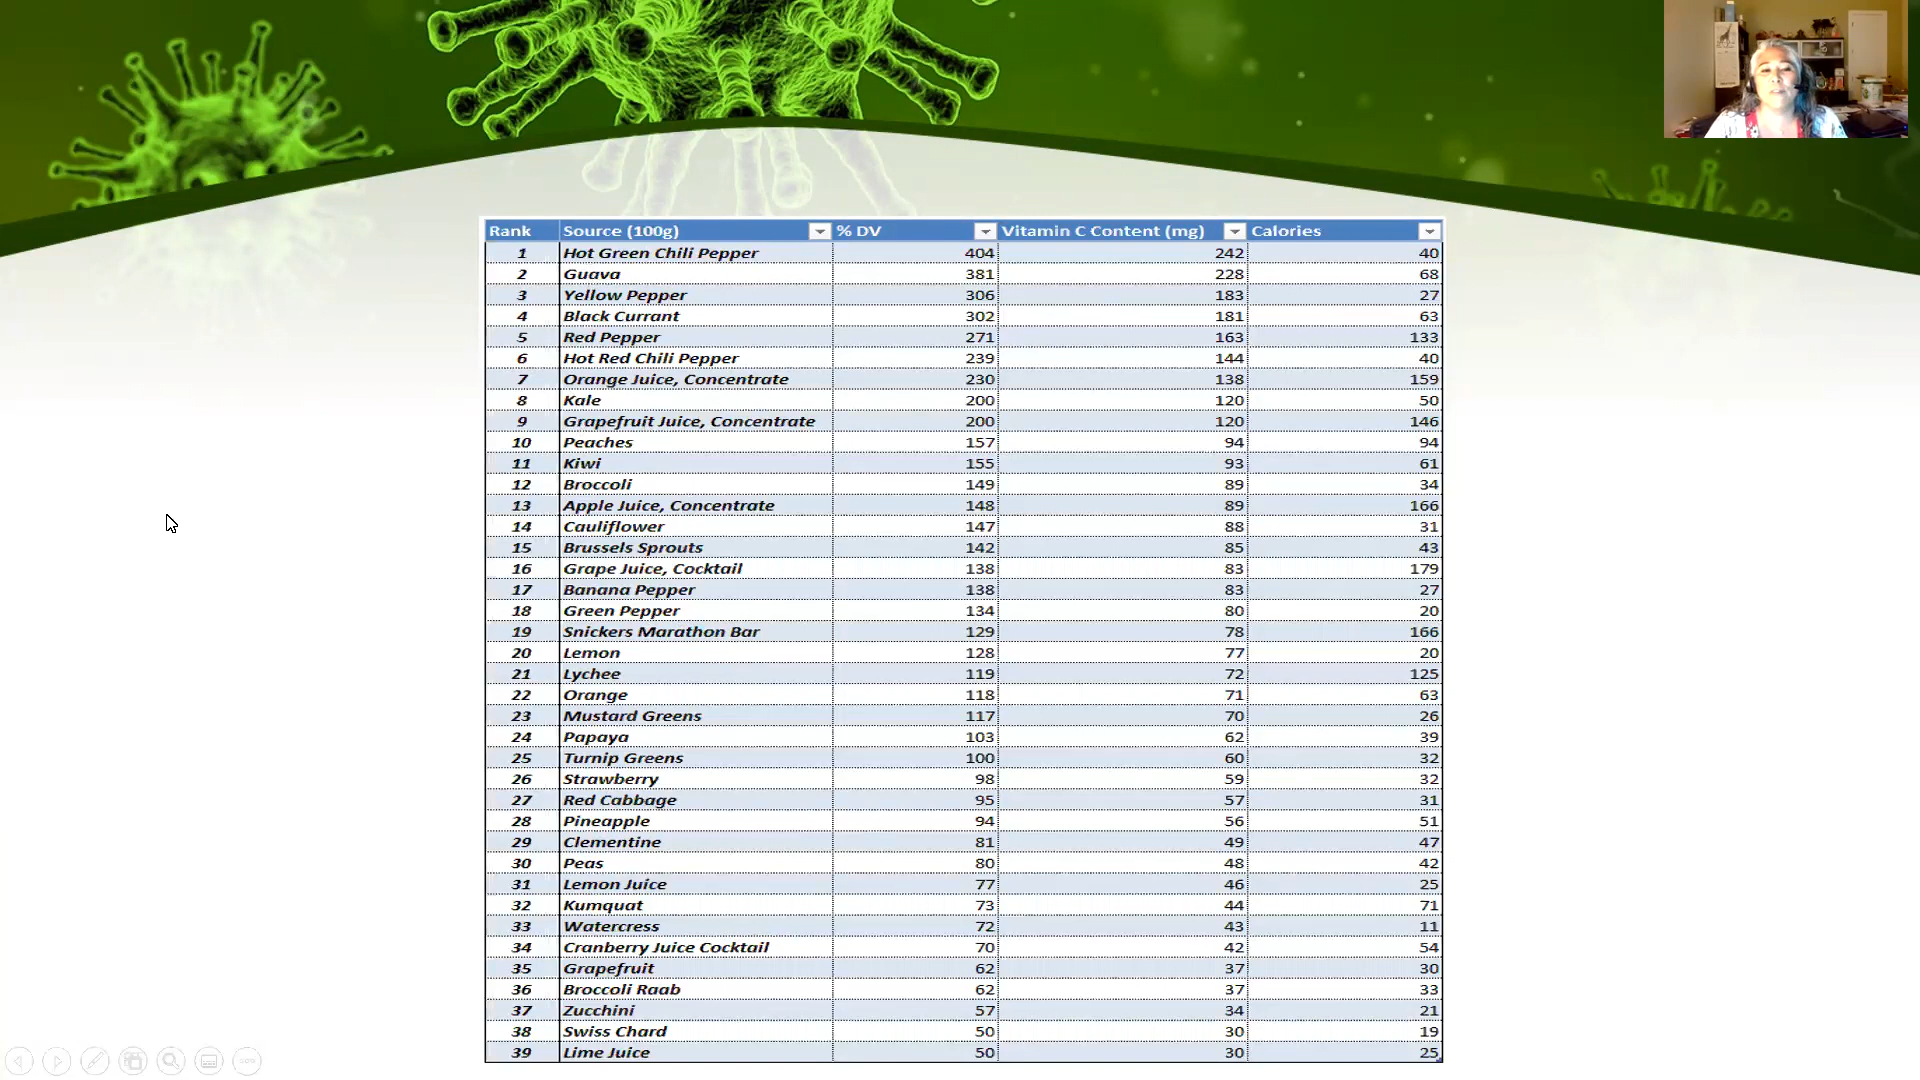 Rank Source (100g) % DV Vitamin C Content (mg) Calories
1 Hot Green Chili Pepper 404 242 40
2 Guava 381 228 68
3 Yellow Pepper 306 183 27
4 Black Currant 302 181 63
5 Red Pepper 271 163 133
6 Hot Red Chili Pepper 239 144 40
7 Orange Juice, Concentrate 230 138 159
8 Kale 200 120 50
9 Grapefruit Juice, Concentrate 200 120 146
10 Peaches 157 94 94
11 Kiwi 155 93 61
12 Broccoli 149 89 34
13 Apple Juice, Concentrate 148 89 166
14 Cauliflower 147 88 31
15 Brussels Sprouts 142 85 43
16 Grape Juice, Cocktail 138 83 179
17 Banana Pepper 138 83 27
18 Green Pepper 134 80 20
19 Snickers Marathon Bar 129 78 166
20 Lemon 128 77 20
21 Lychee 119 72 125
22 Orange 118 71 63
23 Mustard Greens 117 70 26
24 Papaya 103 62 39
25 Turnip Greens 100 60 32
26 Strawberry 98 59 32
27 Red Cabbage 95 57 31
28 Pineapple 94 56 51
29 Clementine 81 49 47
30 Peas 80 48 42
31 Lemon Juice 77 46 25
32 Kumquat 73 44 71
33 Watercress 72 43 11
34 Cranberry Juice Cocktail 70 42 54
35 Grapefruit 62 37 30
36 Broccoli Raab 62 37 33
37 Zucchini 57 34 21
38 Swiss Chard 50 30 19
39 Lime Juice 50 30 25